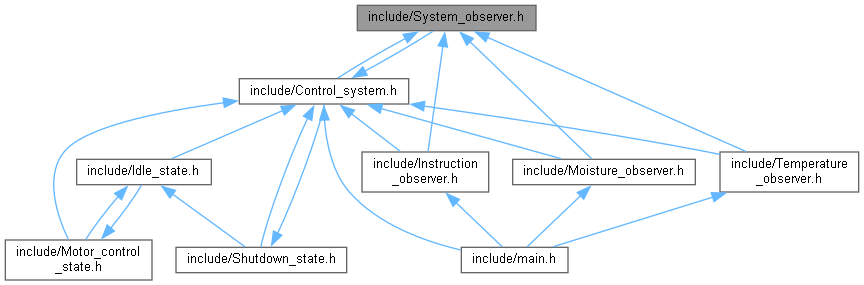 include/System_observer.h
include/Control_system.h
include/Idle_state.h
include/Instruction
_observer.h
include/Moisture_observer.h
include/Temperature
_observer.h
include/Motor_control
_state.h
include/Shutdown_state.h
include/main.h